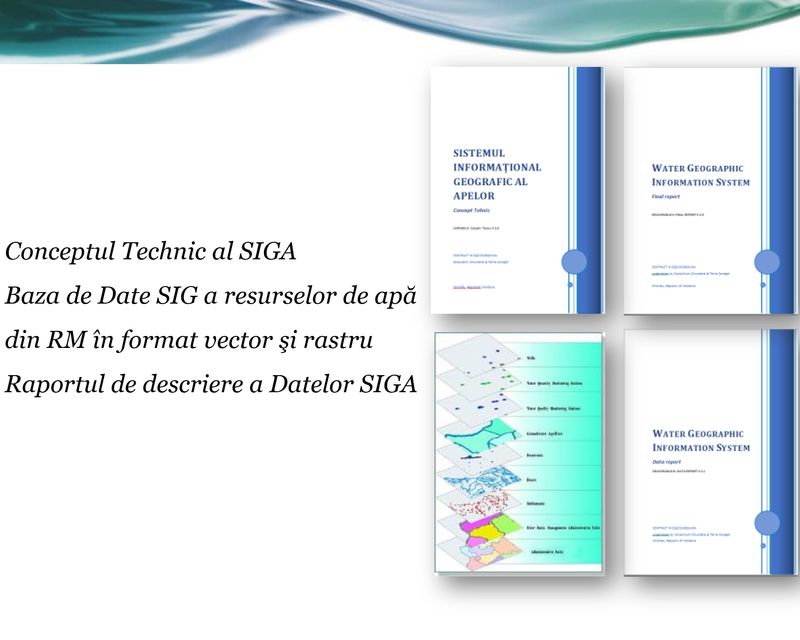 Conceptul Technic al SIGA
Baza de Date SIG a resurselor de apă
din RM în format vector şi rastru
Raportul de descriere a Datelor SIGA
SISTEMUL
INFORMAȚIONAL
GEOGRAFIC AL
APELOR
Concept Tehnic
WATER GEOGRAPHIC
INFORMATION SYSTEM
Final report
Wells
Water Quantity Monitoring Stations
Water Quality Monitoring Stations
Groundwater Aquifers
Reservoirs
Rivers
Settlements
River Basin Management Administrative Units
Administrative Units
WATER GEOGRAPHIC
INFORMATION SYSTEM
Data report